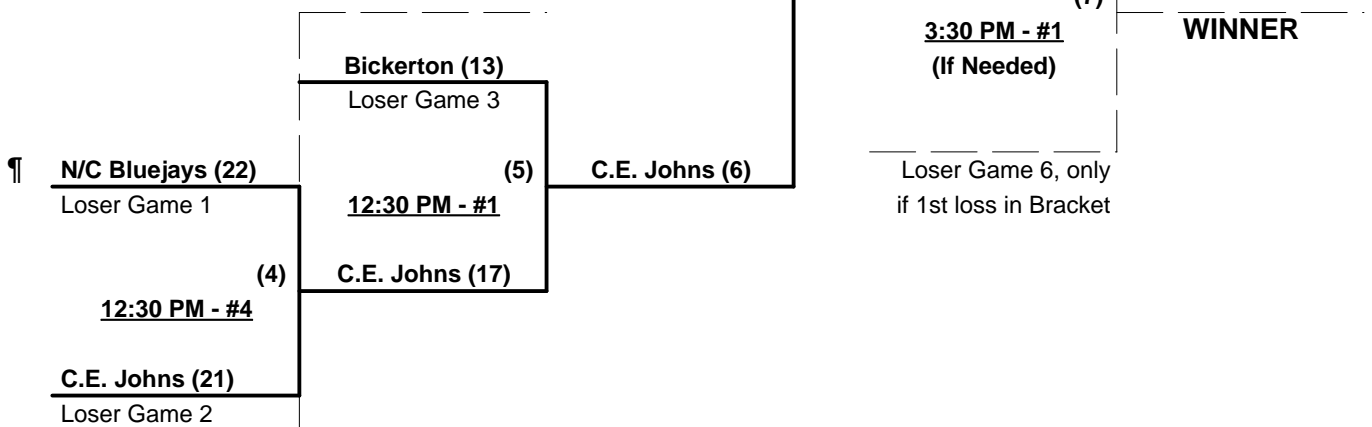 (7)
3:30 PM - #1
WINNER
(If Needed)
Bickerton (13)
Loser Game 3
¶ N/C Bluejays (22)
(5)
C.E. Johns (6)
Loser Game 6, only
Loser Game 1
12:30 PM - #1
if 1st loss in Bracket
(4)
C.E. Johns (17)
12:30 PM - #4
C.E. Johns (21)
Loser Game 2